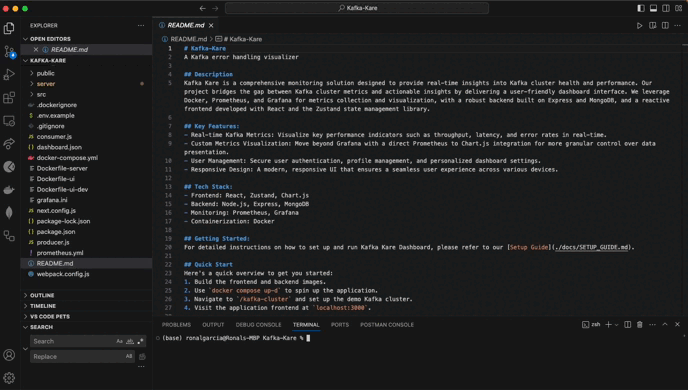 Kafka-Kare
EXPLORER
OPEN EDITORS
README.md
KAFKA-KARE
public
server
src
.dockerignore
.env.example
.gitignore
consumer.js
dashboard.json
docker-compose.yml
Dockerfile-server
Dockerfile-ui
Dockerfile-ui-dev
grafana.ini
next.config.js
package-lock.json
package.json
producer.js
prometheus.yml
README.md
webpack.config.js
OUTLINE
TIMELINE
VS CODE PETS
SEARCH
Search
Aa ab .*
Replace
AB
README.md
README.md > # Kafka-Kare
1 # Kafka-Kare
2 A Kafka error handling visualizer
3
4 ## Description
5 Kafka Kare is a comprehensive monitoring solution designed to provide real-time insights into Kafka cluster health and performance. Our
project bridges the gap between Kafka cluster metrics and actionable insights by delivering a user-friendly dashboard interface. We leverage
Docker, Prometheus, and Grafana for metrics collection and visualization, with a robust backend built on Express and MongoDB, and a reactive
frontend developed with React and the Zustand state management library.
6
7 ## Key Features:
8 - Real-time Kafka Metrics: Visualize key performance indicators such as throughput, latency, and error rates in real-time.
9 - Custom Metrics Visualization: Move beyond Grafana with a direct Prometheus to Chart.js integration for more granular control over data
presentation.
10 - User Management: Secure user authentication, profile management, and personalized dashboard settings.
11 - Responsive Design: A modern, responsive UI that ensures a seamless user experience across various devices.
12
13 ## Tech Stack:
14 - Frontend: React, Zustand, Chart.js
15 - Backend: Node.js, Express, MongoDB
16 - Monitoring: Prometheus, Grafana
17 - Containerization: Docker
18
19 ## Getting Started:
20 For detailed instructions on how to set up and run Kafka Kare Dashboard, please refer to our [Setup Guide](./docs/SETUP_GUIDE.md).
21
22 ## Quick Start
23 Here's a quick overview to get you started:
24 1. Build the frontend and backend images.
25 2. Use `docker compose up-d` to spin up the application.
26 3. Navigate to `/kafka-cluster` and set up the demo Kafka cluster.
27 4. Visit the application frontend at `localhost:3000`.
PROBLEMS OUTPUT DEBUG CONSOLE TERMINAL PORTS POSTMAN CONSOLE
zsh
(base) ronalgarcia@Ronals-MBP Kafka-Kare %